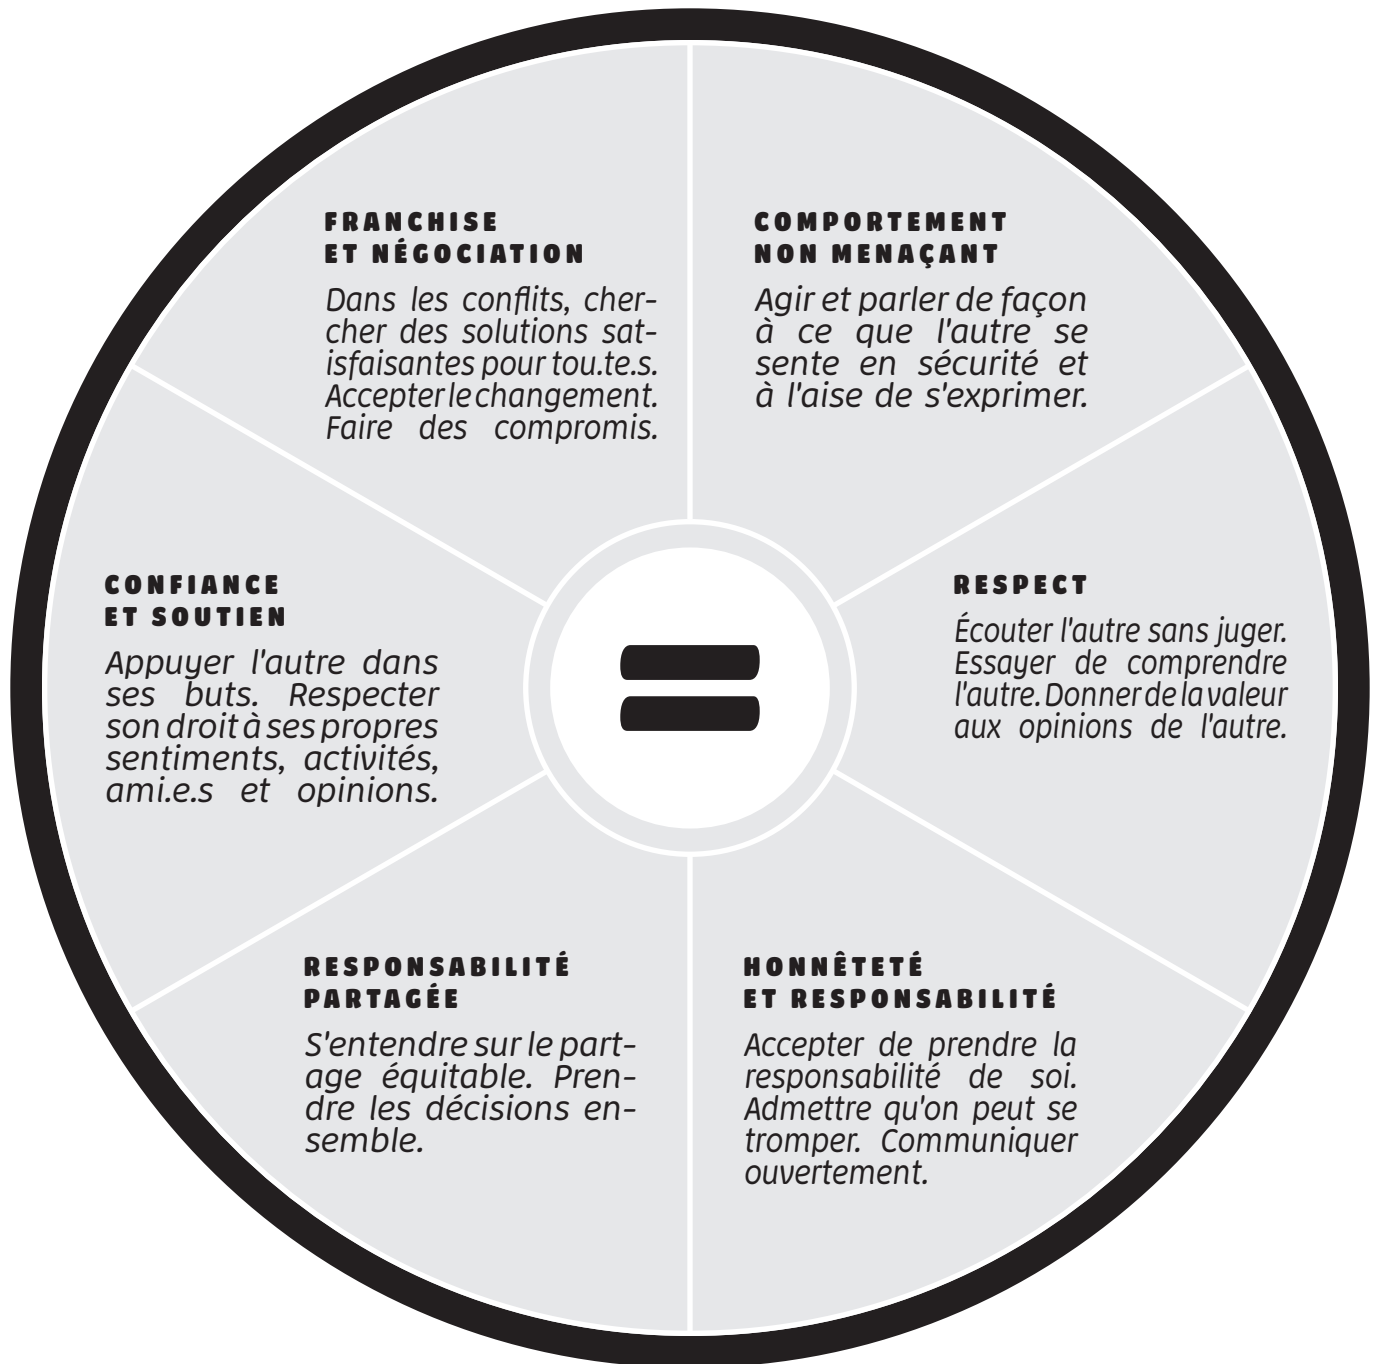 FRANCHISE
ET NÉGOCIATION
Dans les conflits, cher-
cher des solutions sat-
isfaisantes pour tou.te.s.
Accepter le changement.
Faire des compromis.
COMPORTEMENT
NON MENAÇANT
Agir et parler de façon
à ce que l'autre se
sente en sécurité et
à l'aise de s'exprimer.
CONFIANCE
ET SOUTIEN
Appuyer l'autre dans
ses buts. Respecter
son droit à ses propres
sentiments, activités,
ami.e.s et opinions.
=
RESPECT
Écouter l'autre sans juger.
Essayer de comprendre
l'autre. Donner de la valeur
aux opinions de l'autre.
RESPONSABILITÉ
PARTAGÉE
S'entendre sur le part-
age équitable. Pren-
dre les décisions en-
semble.
HONNÊTETÉ
ET RESPONSABILITÉ
Accepter de prendre la
responsabilité de soi.
Admettre qu'on peut se
tromper. Communiquer
ouvertement.